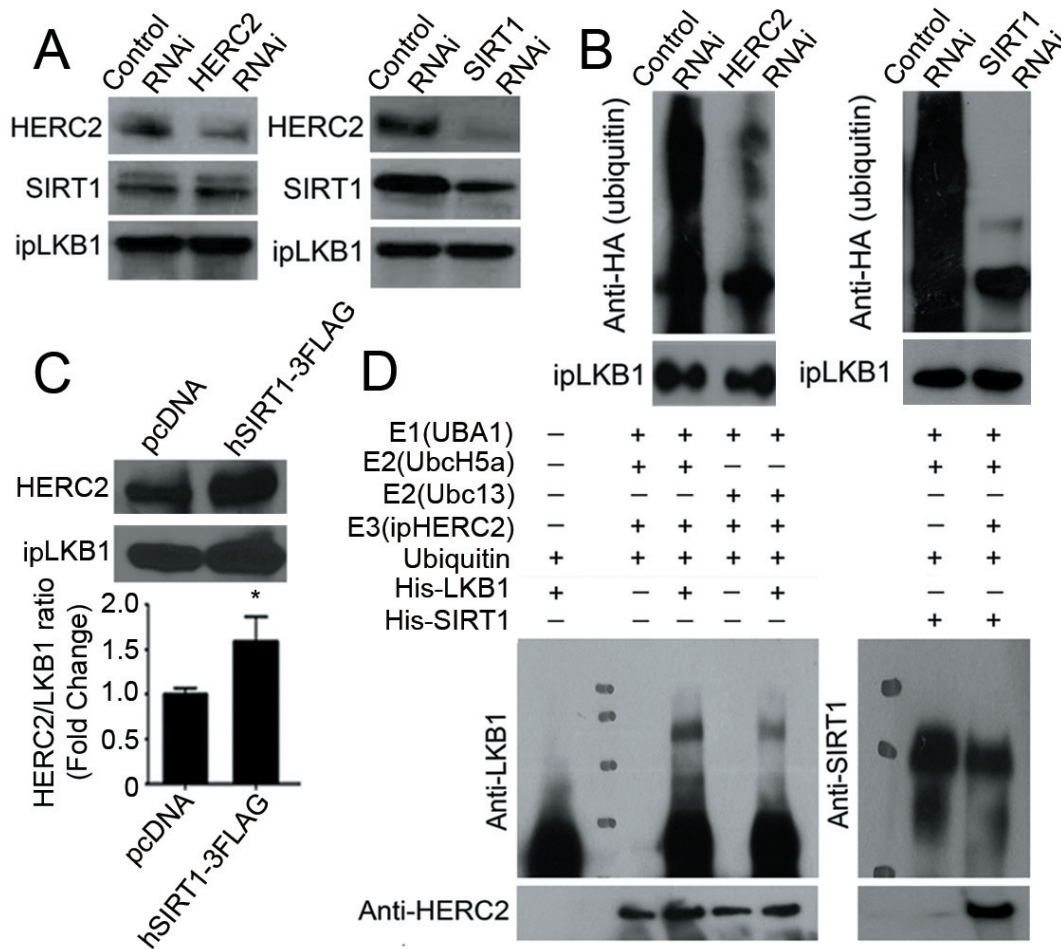 A
Control
RNAi
HERC2
RNAi
Control
RNAi
SIRT1
RNAi
HERC2
HERC2
SIRT1
SIRT1
ipLKB1
ipLKB1
B
Control
RNAi
HERC2
RNAi
Control
RNAi
SIRT1
RNAi
Anti-HA (ubiquitin)
Anti-HA (ubiquitin)
ipLKB1
ipLKB1
C
pcDNA
hSIRT1-3FLAG
HERC2
ipLKB1
HERC2/LKB1 ratio
(Fold Change)
*
2.0
1.5
1.0
0.5
0
pcDNA
hSIRT1-3FLAG
D
E1(UBA1) − + + + + + +
E2(UbcH5a) − + + − − + +
E2(Ubc13) − − − + + − −
E3(ipHERC2) − + + + + − +
Ubiquitin + + + + + + +
His-LKB1 + − + − + − −
His-SIRT1 − − − − − + +
Anti-LKB1
Anti-SIRT1
Anti-HERC2